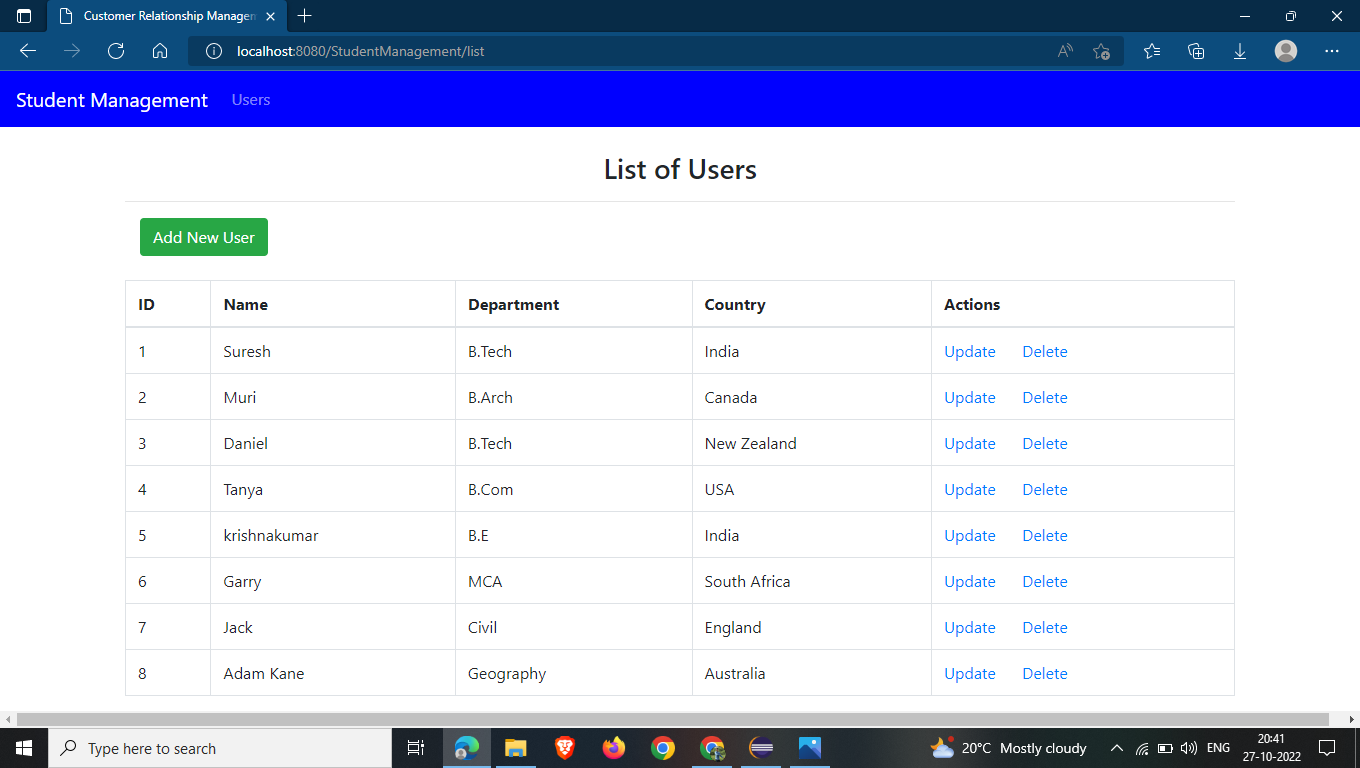 Customer Relationship Managem
localhost:8080/StudentManagement/list
Student Management Users
List of Users
Add New User
ID Name Department Country Actions
1 Suresh B.Tech India Update Delete
2 Muri B.Arch Canada Update Delete
3 Daniel B.Tech New Zealand Update Delete
4 Tanya B.Com USA Update Delete
5 krishnakumar B.E India Update Delete
6 Garry MCA South Africa Update Delete
7 Jack Civil England Update Delete
8 Adam Kane Geography Australia Update Delete
Type here to search
20°C Mostly cloudy
ENG
20:41
27-10-2022